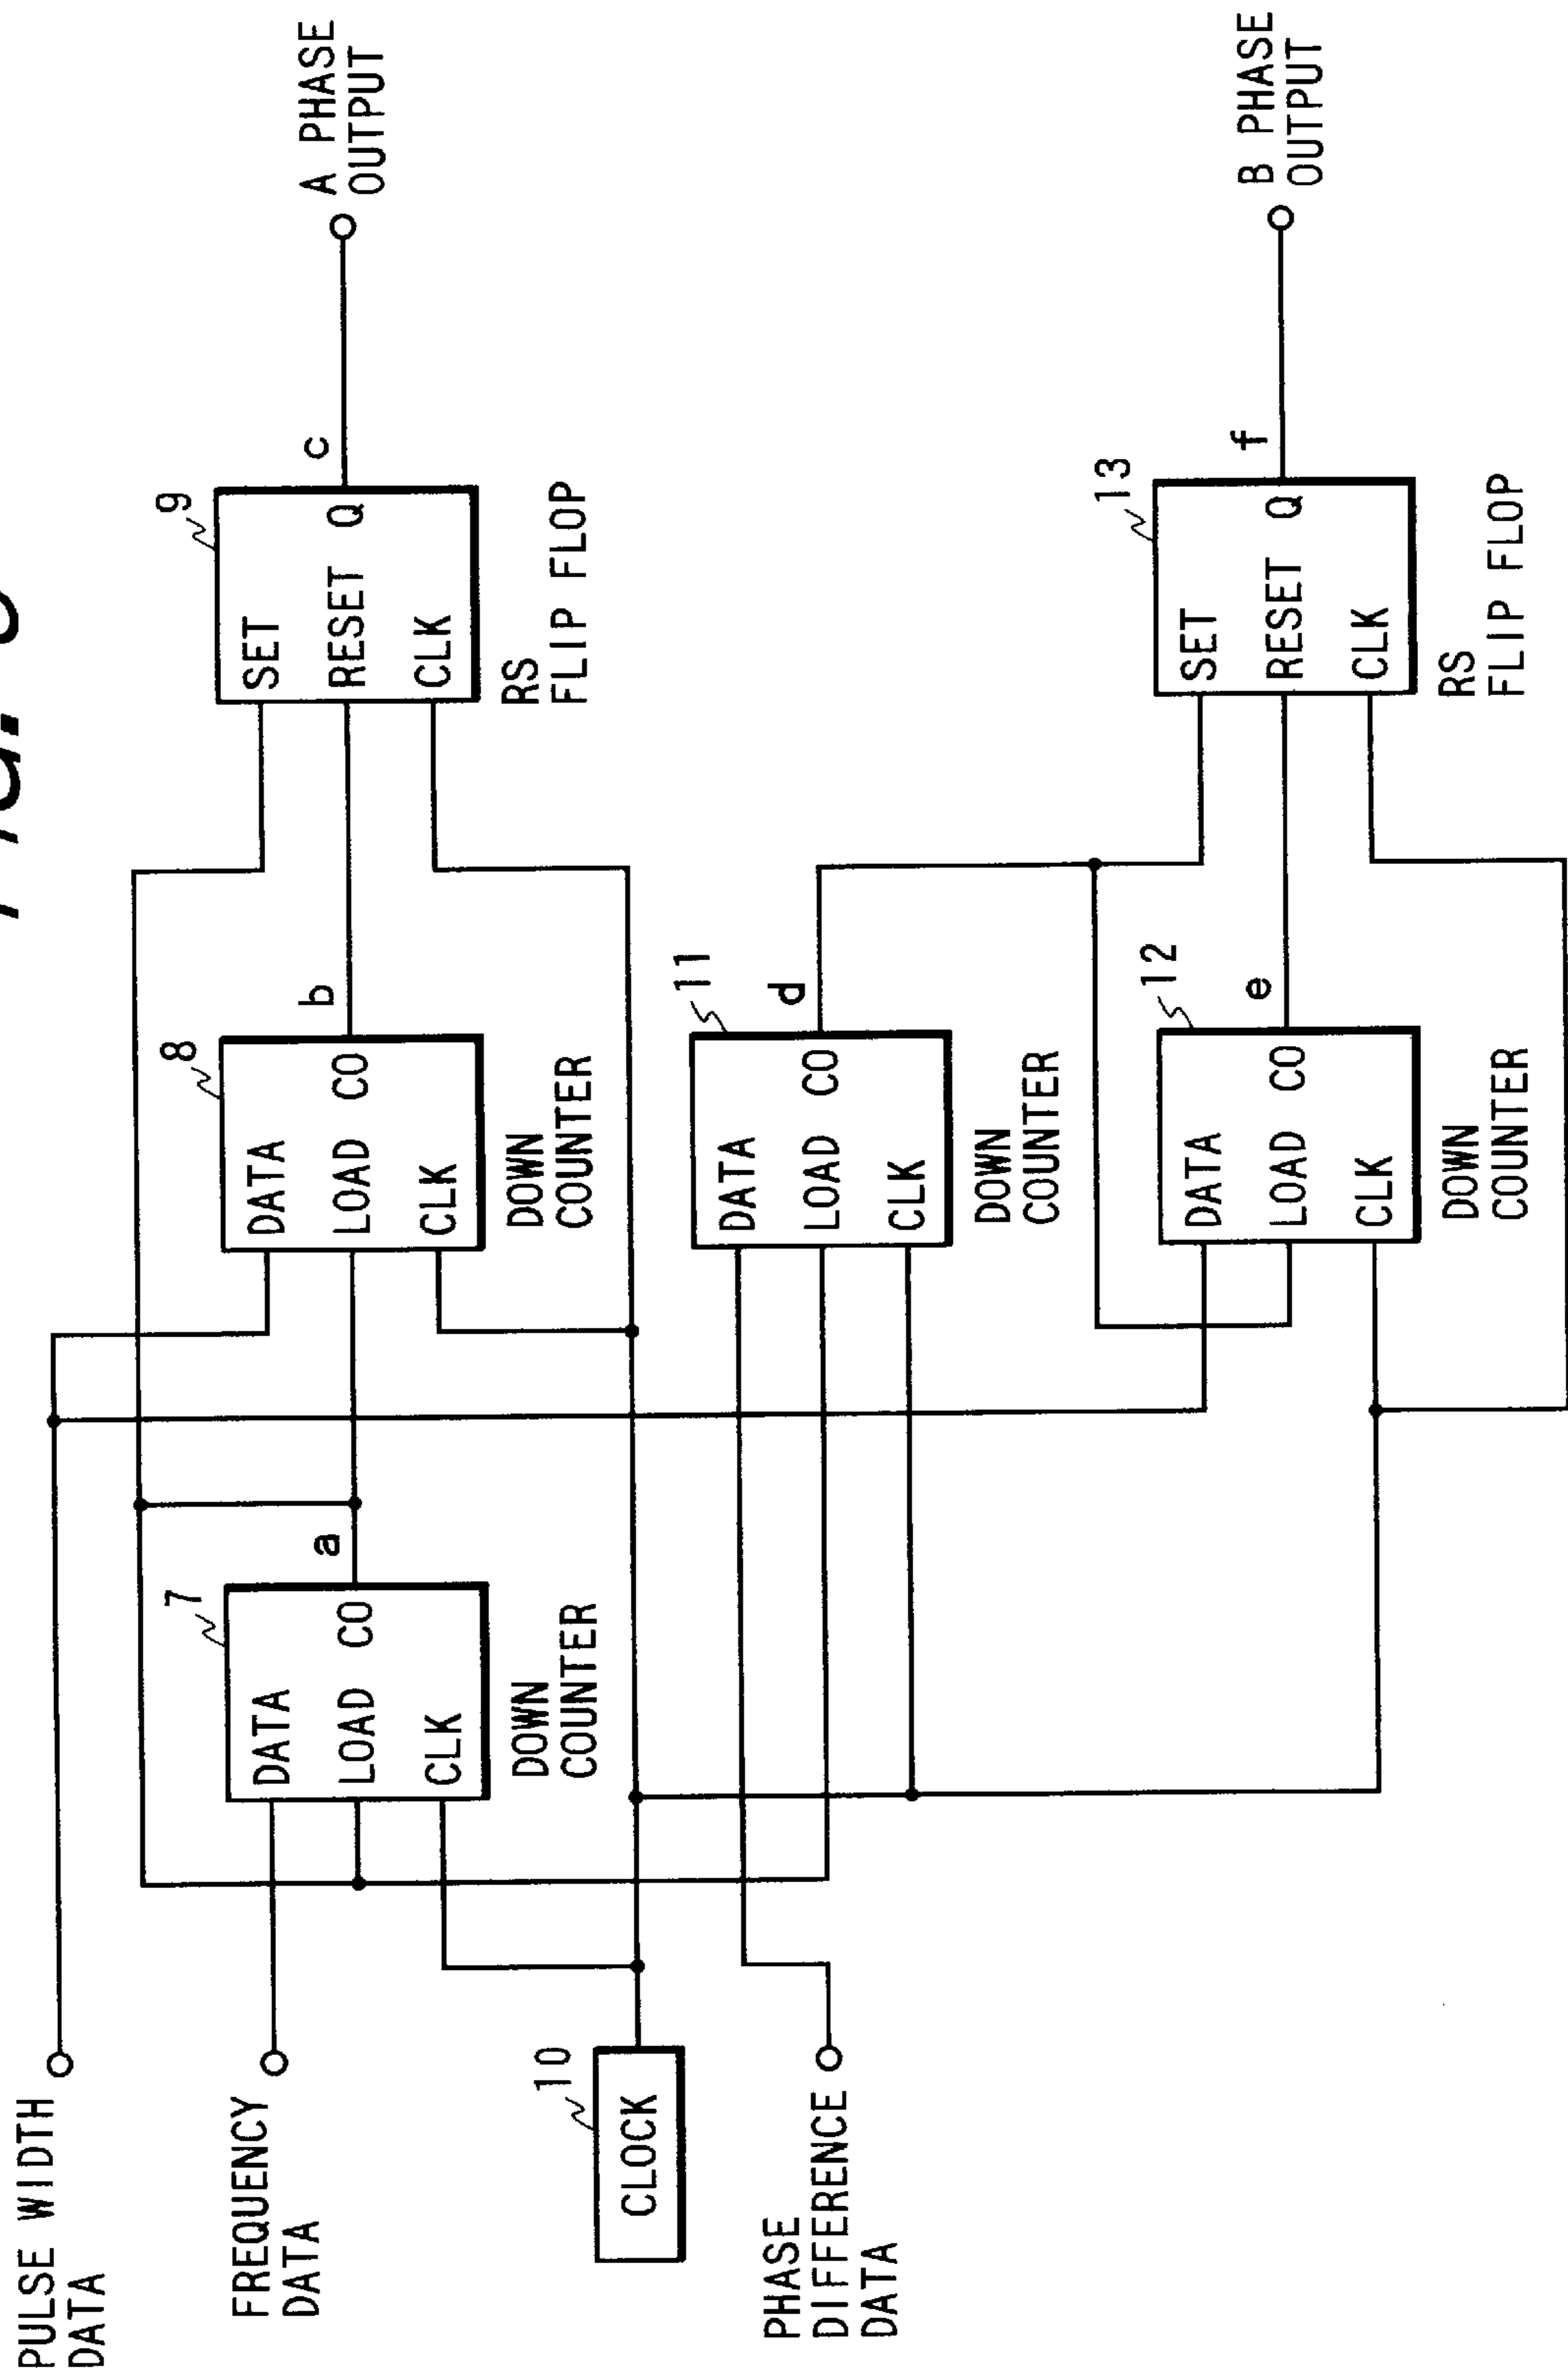 PULSE WIDTH
DATA
FREQUENCY
DATA
10
CLOCK
PHASE
DIFFERENCE
DATA
7
DATA
LOAD CO
CLK
DOWN
COUNTER
a
8
DATA
LOAD CO
CLK
DOWN
COUNTER
b
9
SET
RESET Q
CLK
RS
FLIP FLOP
c
A PHASE
OUTPUT
11
DATA
LOAD CO
CLK
DOWN
COUNTER
d
12
DATA
LOAD CO
CLK
DOWN
COUNTER
e
13
SET
RESET Q
CLK
RS
FLIP FLOP
f
B PHASE
OUTPUT